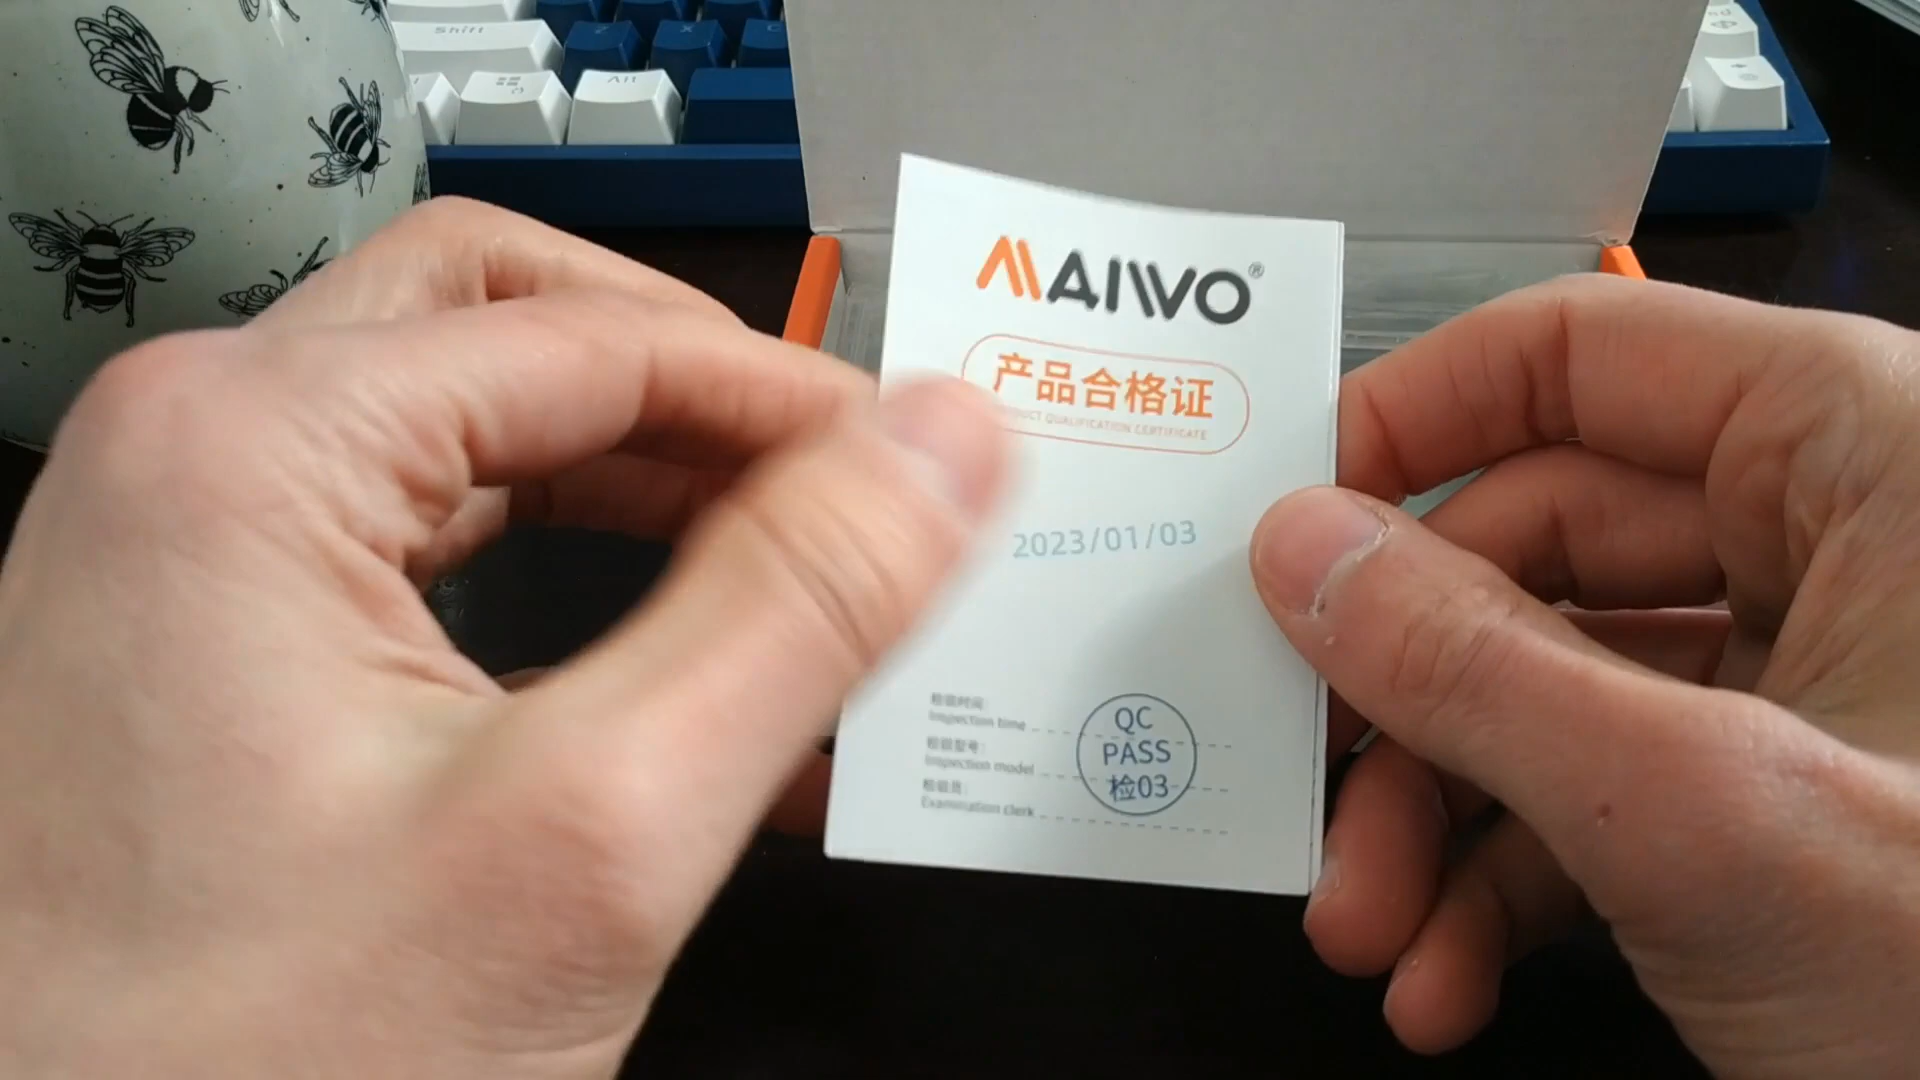 Shift
Z
X
Alt
MAIWO®
产品合格证
PRODUCT QUALIFICATION CERTIFICATE
2023/01/03
检验时间:
Inspection time
检验型号:
Inspection model
检验员:
Examination clerk
QC
PASS
检03